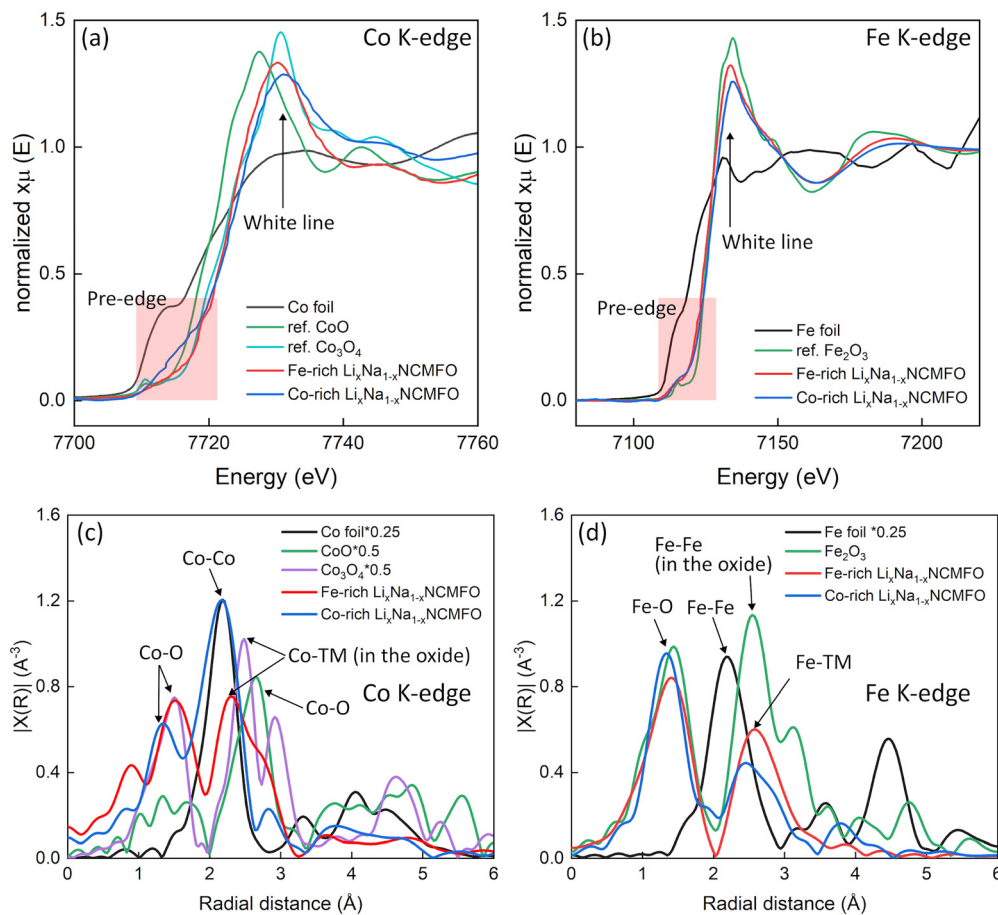 (a)
Co K-edge
1.5
1.0
0.5
0.0
normalized xμ (E)
White line
Pre-edge
Co foil
ref. CoO
ref. Co₃O₄
Fe-rich LiₓNa₁₋ₓNCMFO
Co-rich LiₓNa₁₋ₓNCMFO
7700 7720 7740 7760
Energy (eV)
(b)
Fe K-edge
1.5
1.0
0.5
0.0
normalized xμ (E)
White line
Pre-edge
Fe foil
ref. Fe₂O₃
Fe-rich LiₓNa₁₋ₓNCMFO
Co-rich LiₓNa₁₋ₓNCMFO
7100 7150 7200
Energy (eV)
(c)
1.6
1.2
0.8
0.4
0.0
|X(R)| (A⁻³)
Co foil*0.25
CoO*0.5
Co₃O₄*0.5
Fe-rich LiₓNa₁₋ₓNCMFO
Co-rich LiₓNa₁₋ₓNCMFO
Co-Co
Co-O
Co-TM (in the oxide)
Co K-edge
Co-O
0 1 2 3 4 5 6
Radial distance (Å)
(d)
1.6
1.2
0.8
0.4
0.0
|X(R)| (A⁻³)
Fe foil *0.25
Fe₂O₃
Fe-rich LiₓNa₁₋ₓNCMFO
Co-rich LiₓNa₁₋ₓNCMFO
Fe-Fe
(in the oxide)
Fe-O
Fe-Fe
Fe-TM
Fe K-edge
0 1 2 3 4 5 6
Radial distance (Å)